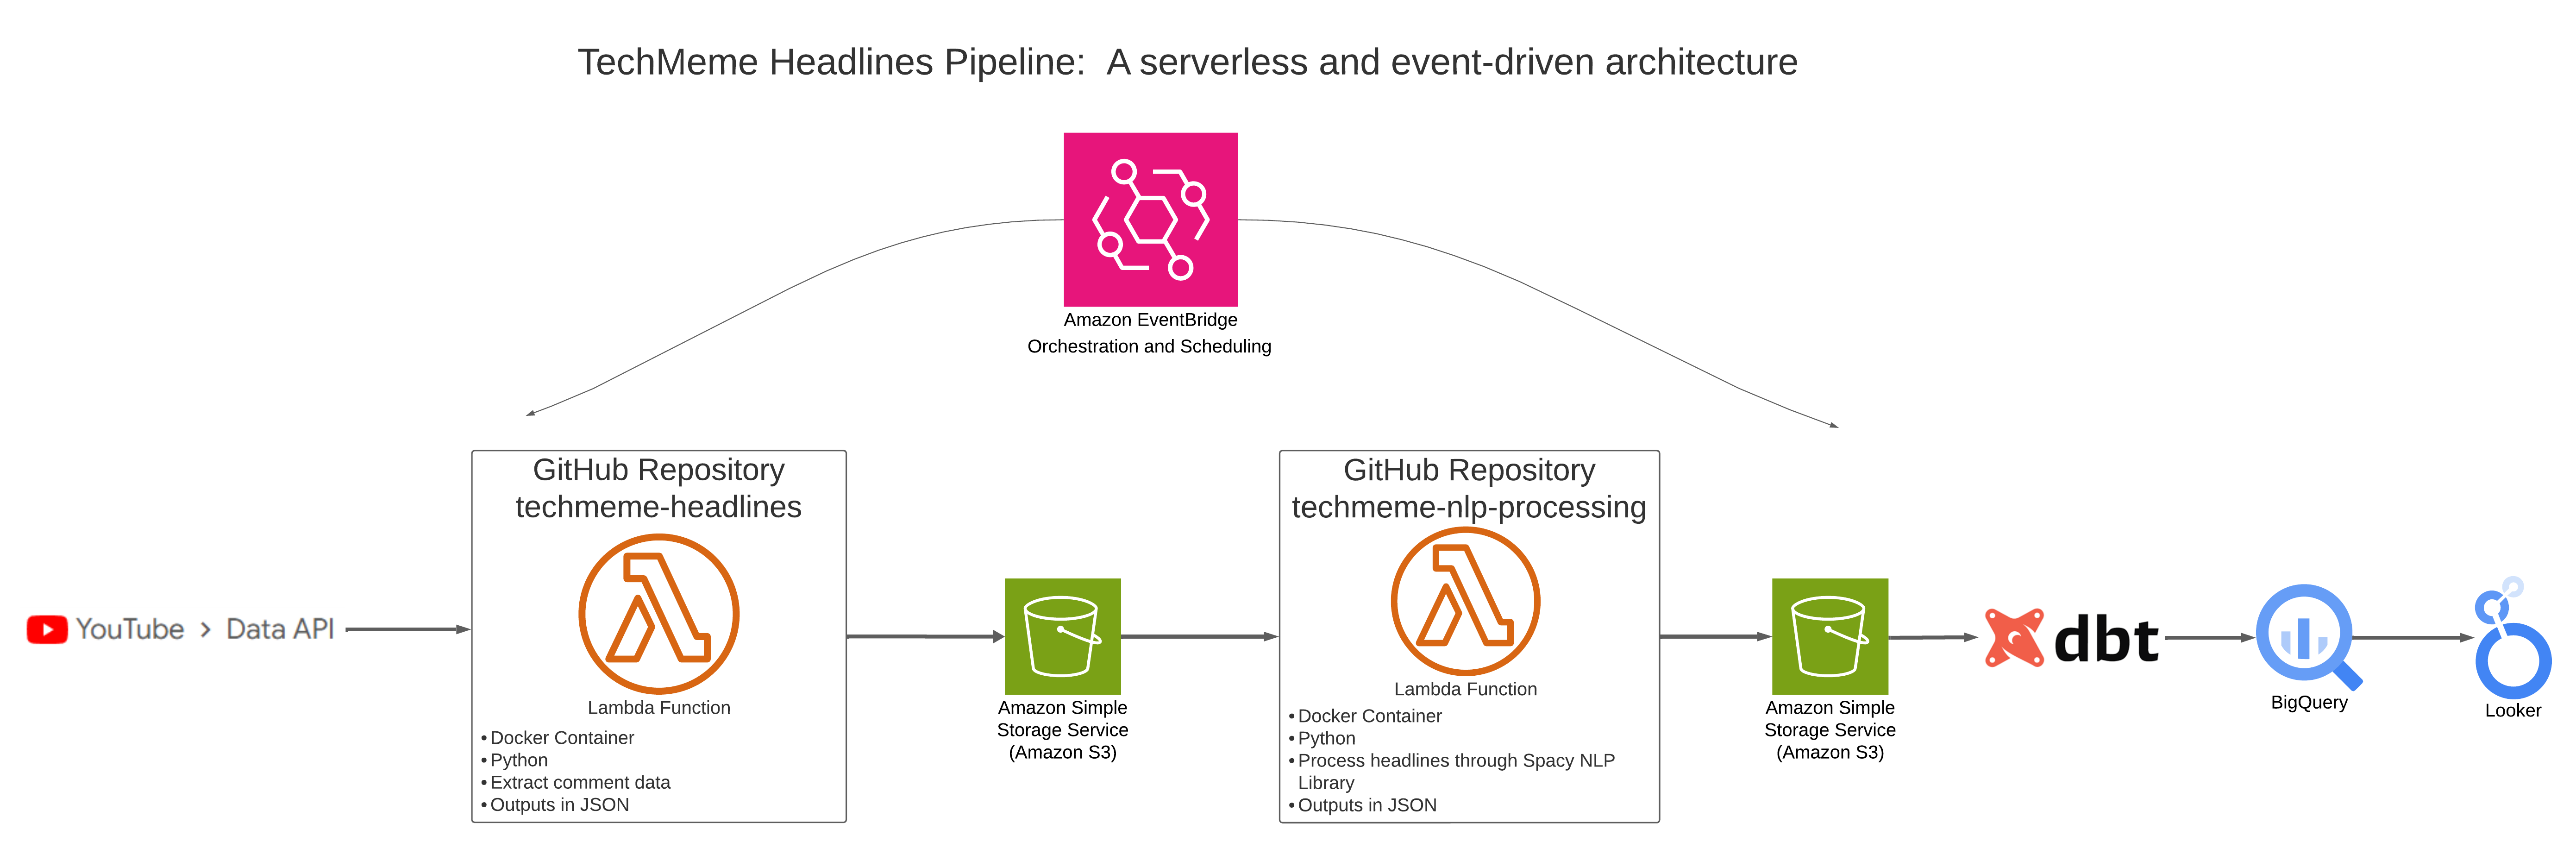 TechMeme Headlines Pipeline:  A serverless and event-driven architecture
Amazon EventBridge
Orchestration and Scheduling
YouTube > Data API
GitHub Repository
techmeme-headlines
Lambda Function
• Docker Container
• Python
• Extract comment data
• Outputs in JSON
Amazon Simple
Storage Service
(Amazon S3)
GitHub Repository
techmeme-nlp-processing
Lambda Function
• Docker Container
• Python
• Process headlines through Spacy NLP
Library
• Outputs in JSON
Amazon Simple
Storage Service
(Amazon S3)
dbt
BigQuery
Looker